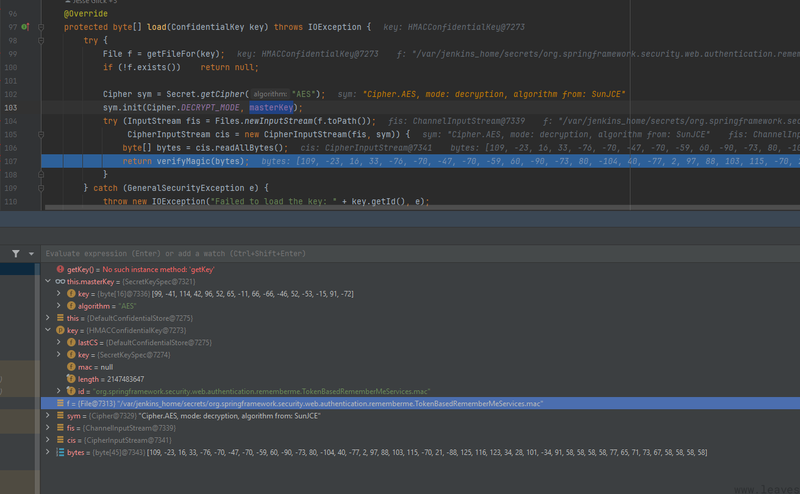 96 @Override
97 protected byte[] load(ConfidentialKey key) throws IOException { key: HMACConfidentialKey@7273
98 try {
99 File f = getFileFor(key); key: HMACConfidentialKey@7273 f: "/var/jenkins_home/secrets/org.springframework.security.web.authentication.rememe
100 if (!f.exists()) return null;
101
102 Cipher sym = Secret.getCipher( algorithm: "AES"); sym: "Cipher.AES, mode: decryption, algorithm from: SunJCE"
103 sym.init(Cipher.DECRYPT_MODE, masterKey);
104 try (InputStream fis = Files.newInputStream(f.toPath()); fis: ChannelInputStream@7339 f: "/var/jenkins_home/secrets/org.springframework.sec
105 CipherInputStream cis = new CipherInputStream(fis, sym)) { sym: "Cipher.AES, mode: decryption, algorithm from: SunJCE" fis: ChannelInp
106 byte[] bytes = cis.readAllBytes(); cis: CipherInputStream@7341 bytes: [109, -23, 16, 33, -76, -70, -47, -70, -59, 60, -90, -73, 80, -10
107 return verifyMagic(bytes); bytes: [109, -23, 16, 33, -76, -70, -47, -70, -59, 60, -90, -73, 80, -104, 40, -77, 2, 97, 88, 103, 115, -70, 2
108 }
109 } catch (GeneralSecurityException e) {
110 throw new IOException("Failed to load the key: " + key.getId(), e);
Evaluate expression (Enter) or add a watch (Ctrl+Shift+Enter)
getKey() = No such instance method: 'getKey'
this.masterKey = {SecretKeySpec@7321}
key = {byte[16]@7336} [99, -41, 114, 42, 96, 52, 65, -11, 66, -66, -46, 52, -53, -15, 91, -72]
algorithm = "AES"
this = {DefaultConfidentialStore@7275}
key = {HMACConfidentialKey@7273}
lastCS = {DefaultConfidentialStore@7275}
key = {SecretKeySpec@7274}
mac = null
length = 2147483647
id = "org.springframework.security.web.authentication.rememberme.TokenBasedRememberMeServices.mac"
f = {File@7313} "/var/jenkins_home/secrets/org.springframework.security.web.authentication.rememberme.TokenBasedRememberMeServices.mac"
sym = {Cipher@7329} "Cipher.AES, mode: decryption, algorithm from: SunJCE"
fis = {ChannelInputStream@7339}
cis = {CipherInputStream@7341}
bytes = {byte[45]@7343} [109, -23, 16, 33, -76, -70, -47, -70, -59, 60, -90, -73, 80, -104, 40, -77, 2, 97, 88, 103, 115, -70, 21, -88, 125, 116, 123, 34, 28, 101, -34, 91, 58, 58, 58, 58, 77, 65, 71, 73, 67, 58, 58, 58, 58]